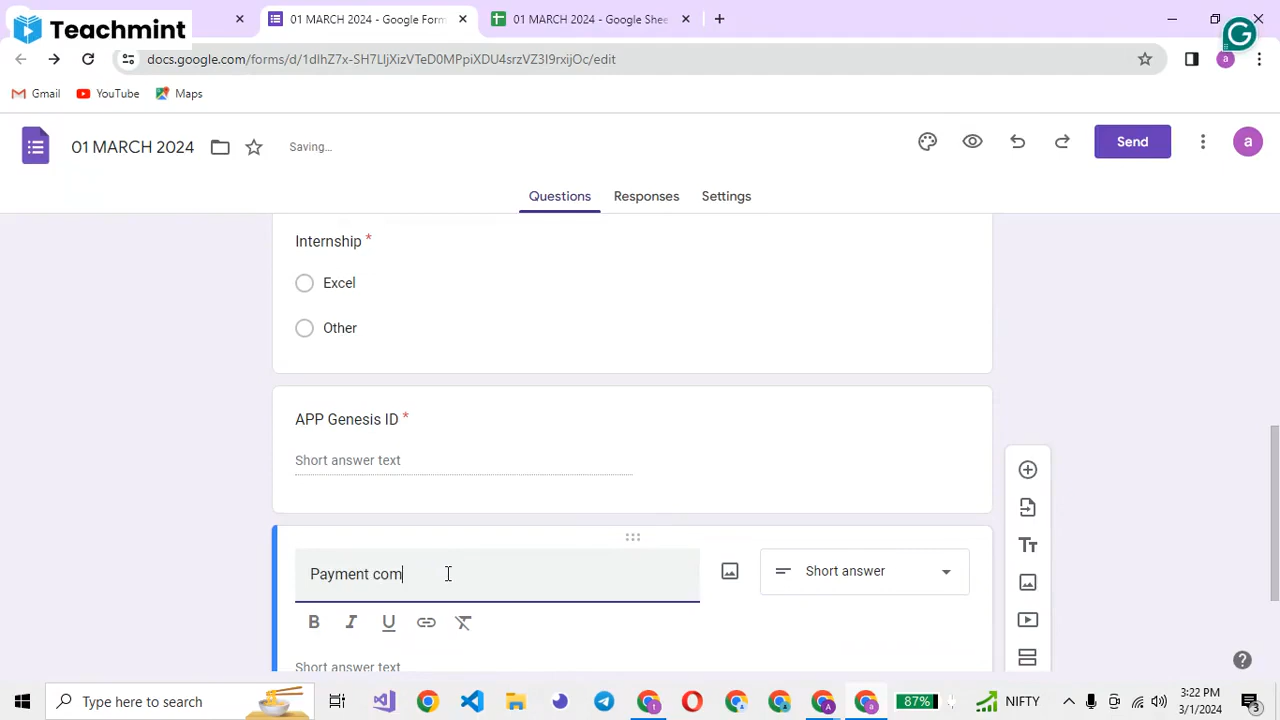 Teachmint
01 MARCH 2024 - Google Form
01 MARCH 2024 - Google Shee
docs.google.com/forms/d/1dlhZ7x-SH7LIjXizVTeD0MPpiXDU4srzVZ3I9rxijOc/edit
Gmail YouTube Maps
01 MARCH 2024 Saving...
Send
a
Questions Responses Settings
Internship *
Excel
Other
APP Genesis ID *
Short answer text
Payment com
Short answer
B I U
Short answer text
Type here to search
87%
NIFTY
3:22 PM
3/1/2024